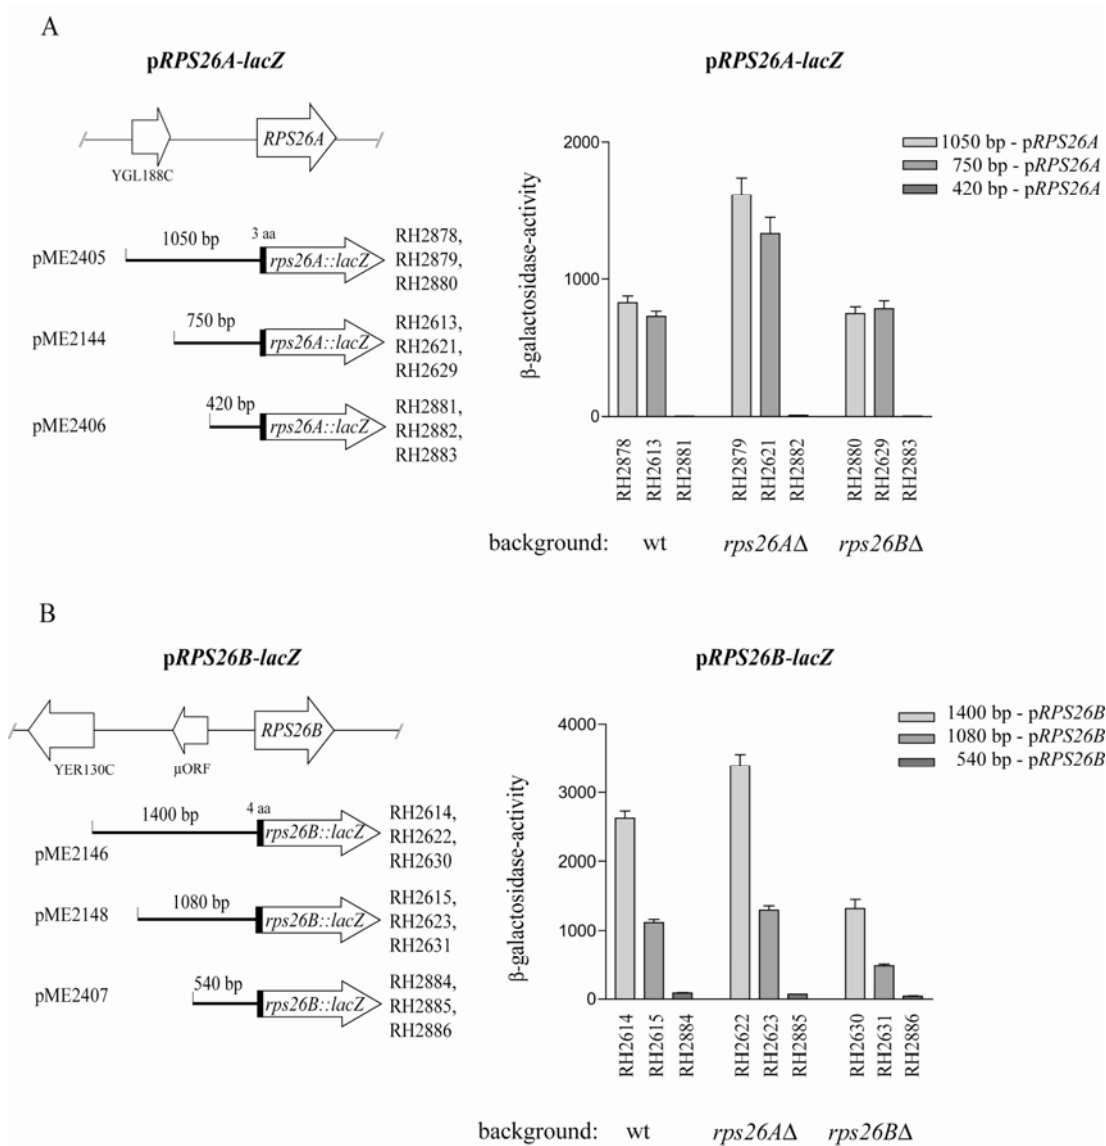 A
pRPS26A-lacZ
RPS26A
YGL188C
pME2405
1050 bp
3 aa
rps26A::lacZ
RH2878,
RH2879,
RH2880
pME2144
750 bp
rps26A::lacZ
RH2613,
RH2621,
RH2629
pME2406
420 bp
rps26A::lacZ
RH2881,
RH2882,
RH2883
pRPS26A-lacZ
1050 bp - pRPS26A
750 bp - pRPS26A
420 bp - pRPS26A
β-galactosidase-activity
2000
1000
0
RH2878
RH2613
RH2881
RH2879
RH2621
RH2882
RH2880
RH2629
RH2883
background: wt rps26AΔ rps26BΔ
B
pRPS26B-lacZ
RPS26B
YER130C
µORF
pME2146
1400 bp
4 aa
rps26B::lacZ
RH2614,
RH2622,
RH2630
pME2148
1080 bp
rps26B::lacZ
RH2615,
RH2623,
RH2631
pME2407
540 bp
rps26B::lacZ
RH2884,
RH2885,
RH2886
pRPS26B-lacZ
1400 bp - pRPS26B
1080 bp - pRPS26B
540 bp - pRPS26B
β-galactosidase-activity
4000
3000
2000
1000
0
RH2614
RH2615
RH2884
RH2622
RH2623
RH2885
RH2630
RH2631
RH2886
background: wt rps26AΔ rps26BΔ